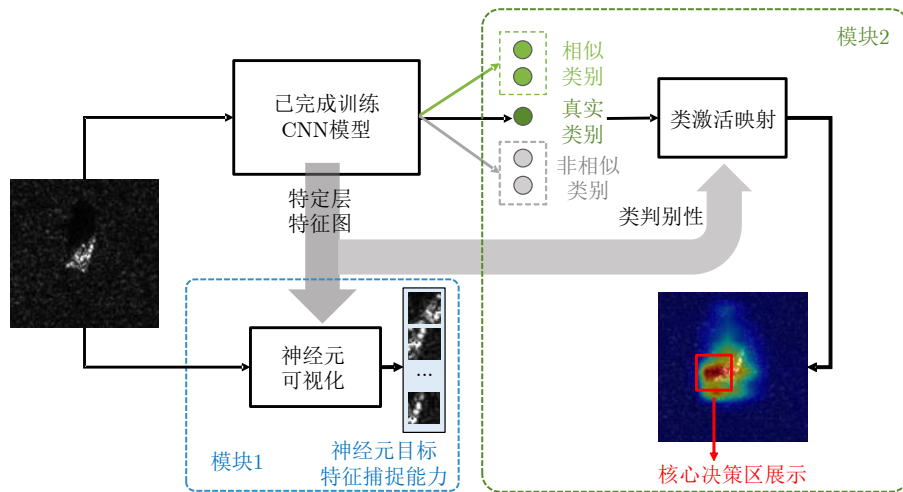 已完成训练
CNN模型
相似
类别
真实
类别
非相似
类别
模块2
类激活映射
特定层
特征图
类判别性
神经元
可视化
...
模块1
神经元目标
特征捕捉能力
核心决策区展示